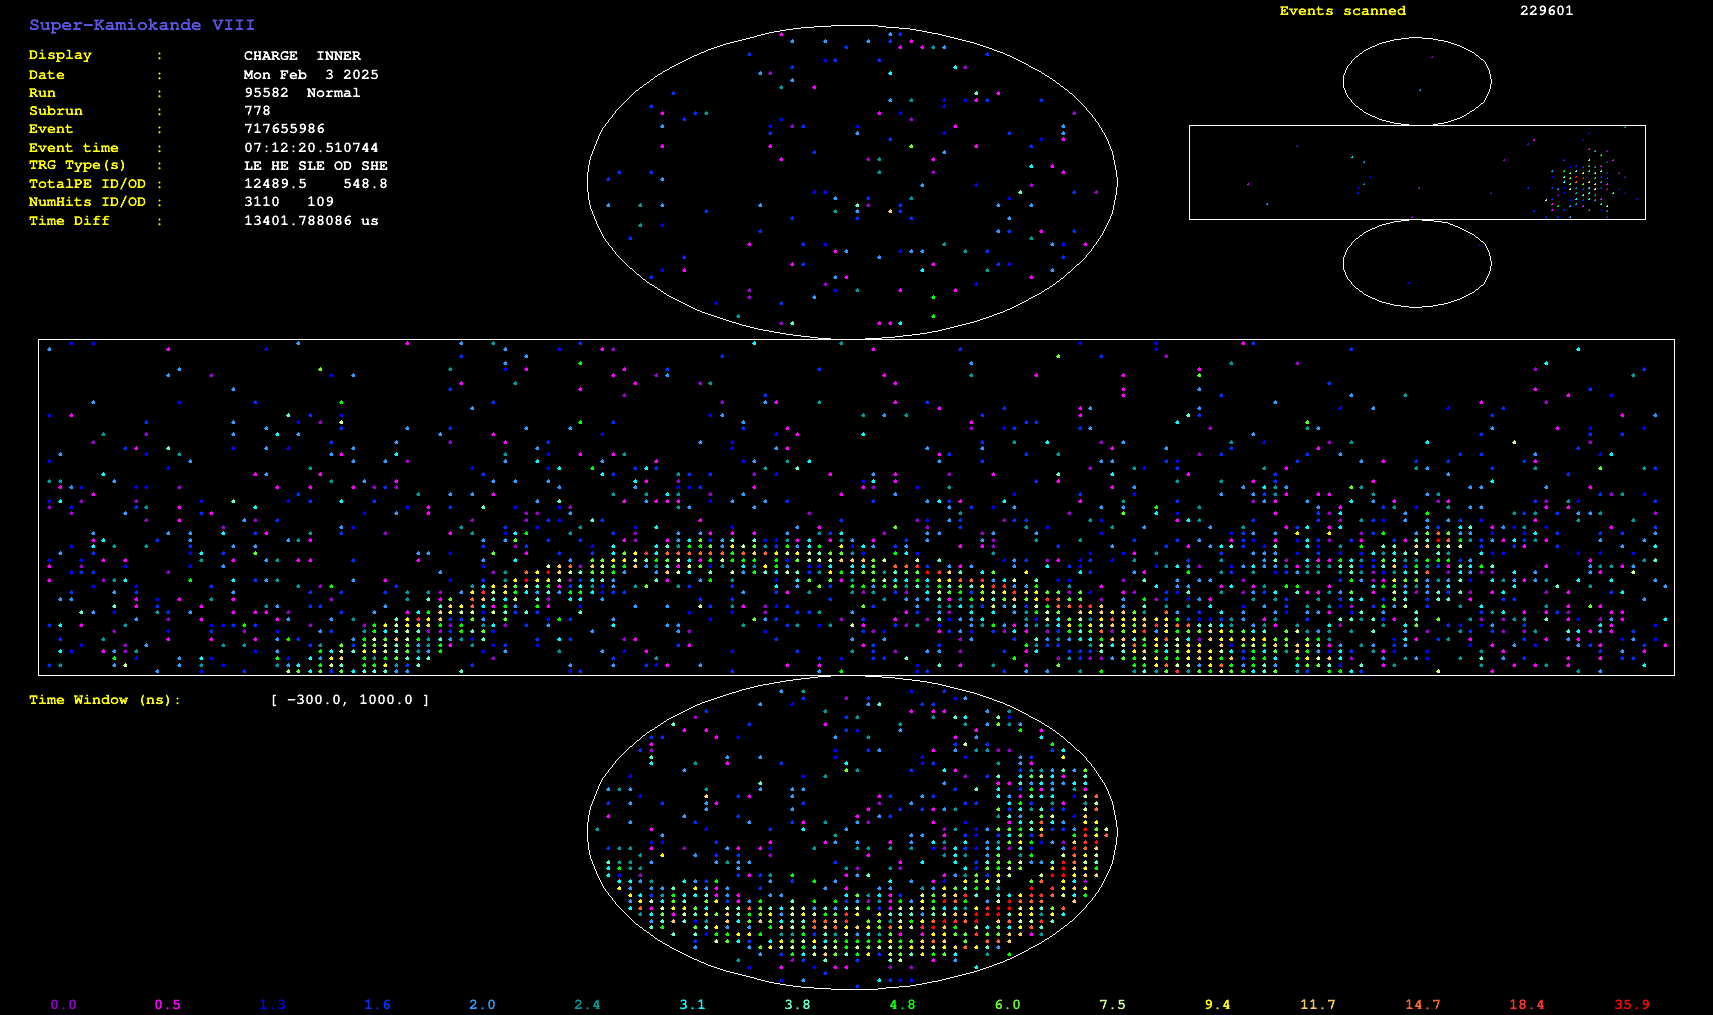 Super-Kamiokande VIII
Events scanned 229601
Display : CHARGE INNER
Date : Mon Feb 3 2025
Run : 95582 Normal
Subrun : 778
Event : 717655986
Event time : 07:12:20.510744
TRG Type(s) : LE HE SLE OD SHE
TotalPE ID/OD : 12489.5 548.8
NumHits ID/OD : 3110 109
Time Diff : 13401.788086 us
Time Window (ns): [ -300.0, 1000.0 ]
0.0 0.5 1.3 1.6 2.0 2.4 3.1 3.8 4.8 6.0 7.5 9.4 11.7 14.7 18.4 35.9